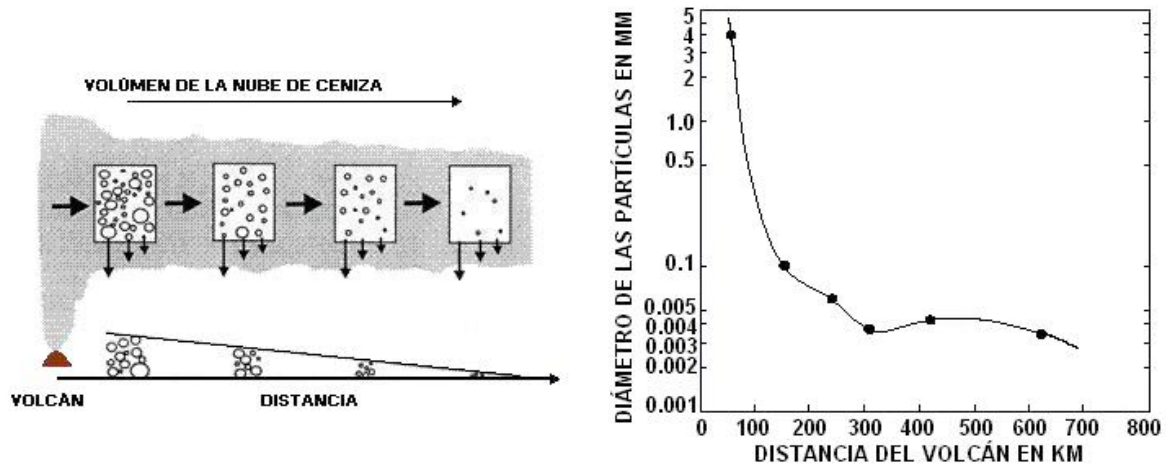 VOLÚMEN DE LA NUBE DE CENIZA
VOLCÁN
DISTANCIA
DIÁMETRO DE LAS PARTÍCULAS EN MM
5
4
3
2
1.0
0.5
0.1
0.005
0.004
0.003
0.002
0.001
0 100 200 300 400 500 600 700 800
DISTANCIA DEL VOLCÁN EN KM